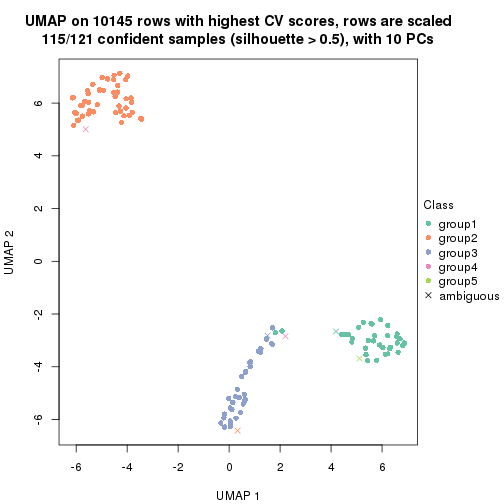 UMAP on 10145 rows with highest CV scores, rows are scaled
115/121 confident samples (silhouette > 0.5), with 10 PCs
6
4
2
0
-2
-4
-6
UMAP 2
-6
-4
-2
0
2
4
6
UMAP 1
Class
group1
group2
group3
group4
group5
ambiguous